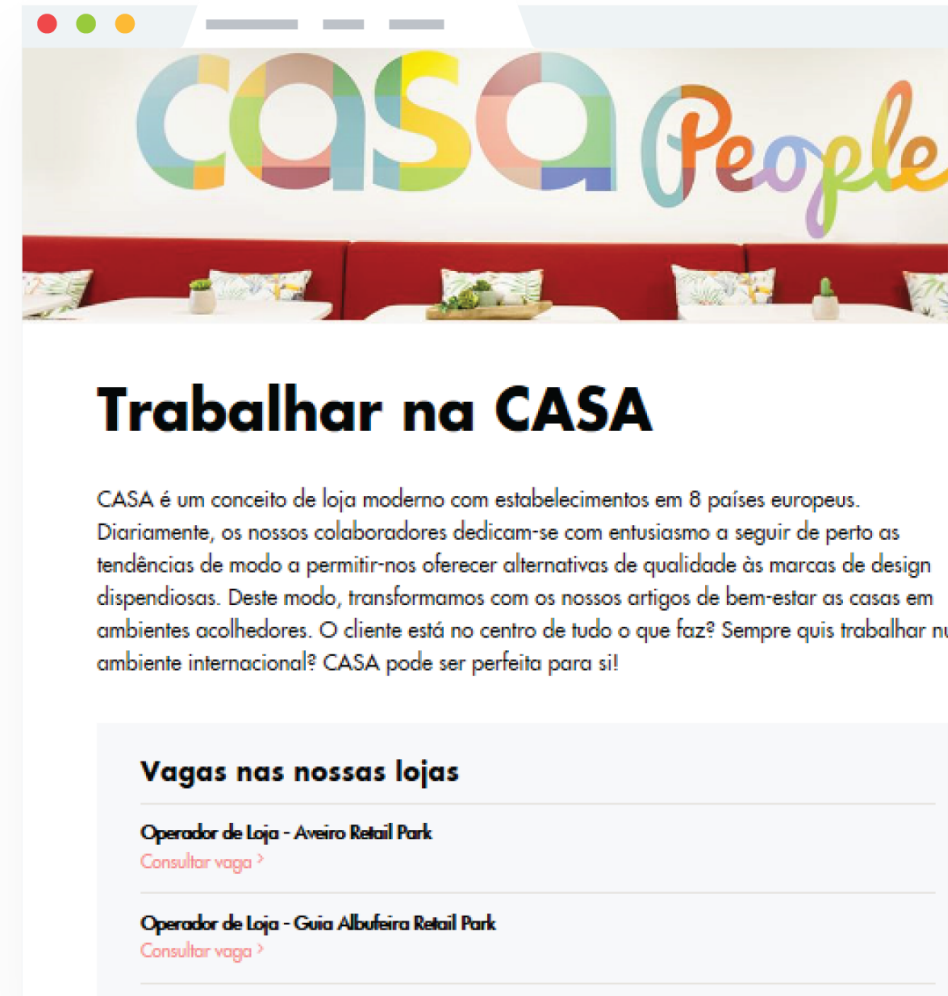 casa People
Trabalhar na CASA
CASA é um conceito de loja moderno com estabelecimentos em 8 países europeus.
Diariamente, os nossos colaboradores dedicam-se com entusiasmo a seguir de perto as
tendências de modo a permitir-nos oferecer alternativas de qualidade às marcas de design
dispendiosas. Deste modo, transformamos com os nossos artigos de bem-estar as casas em
ambientes acolhedores. O cliente está no centro de tudo o que faz? Sempre quis trabalhar
ambiente internacional? CASA pode ser perfeita para si!
Vagas nas nossas lojas
Operador de Loja - Aveiro Retail Park
Consultar vaga >
Operador de Loja - Guia Albufeira Retail Park
Consultar vaga >